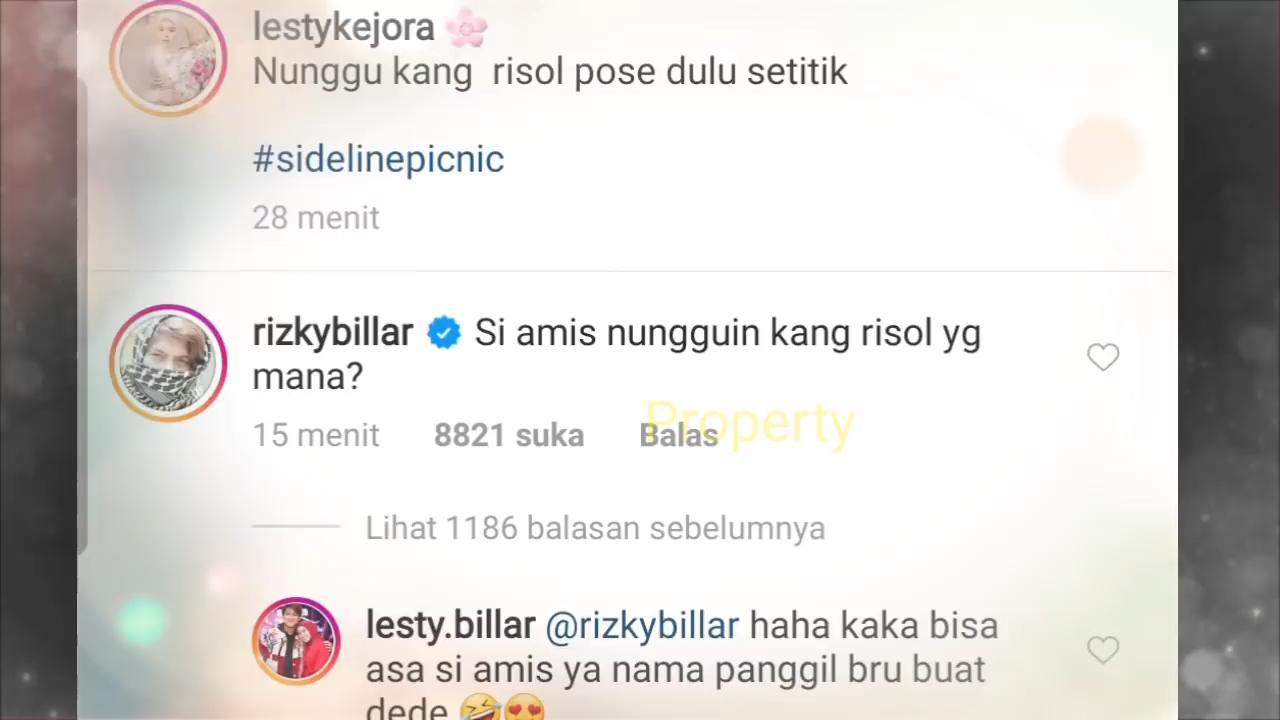 lestykejora 🌸
Nunggu kang risol pose dulu setitik
#sidelinepicnic
28 menit
rizkybillar Si amis nungguin kang risol yg
mana?
15 menit 8821 suka Balas
Property
Lihat 1186 balasan sebelumnya
lesty.billar @rizkybillar haha kaka bisa
asa si amis ya nama panggil bru buat
dede 🤣😍